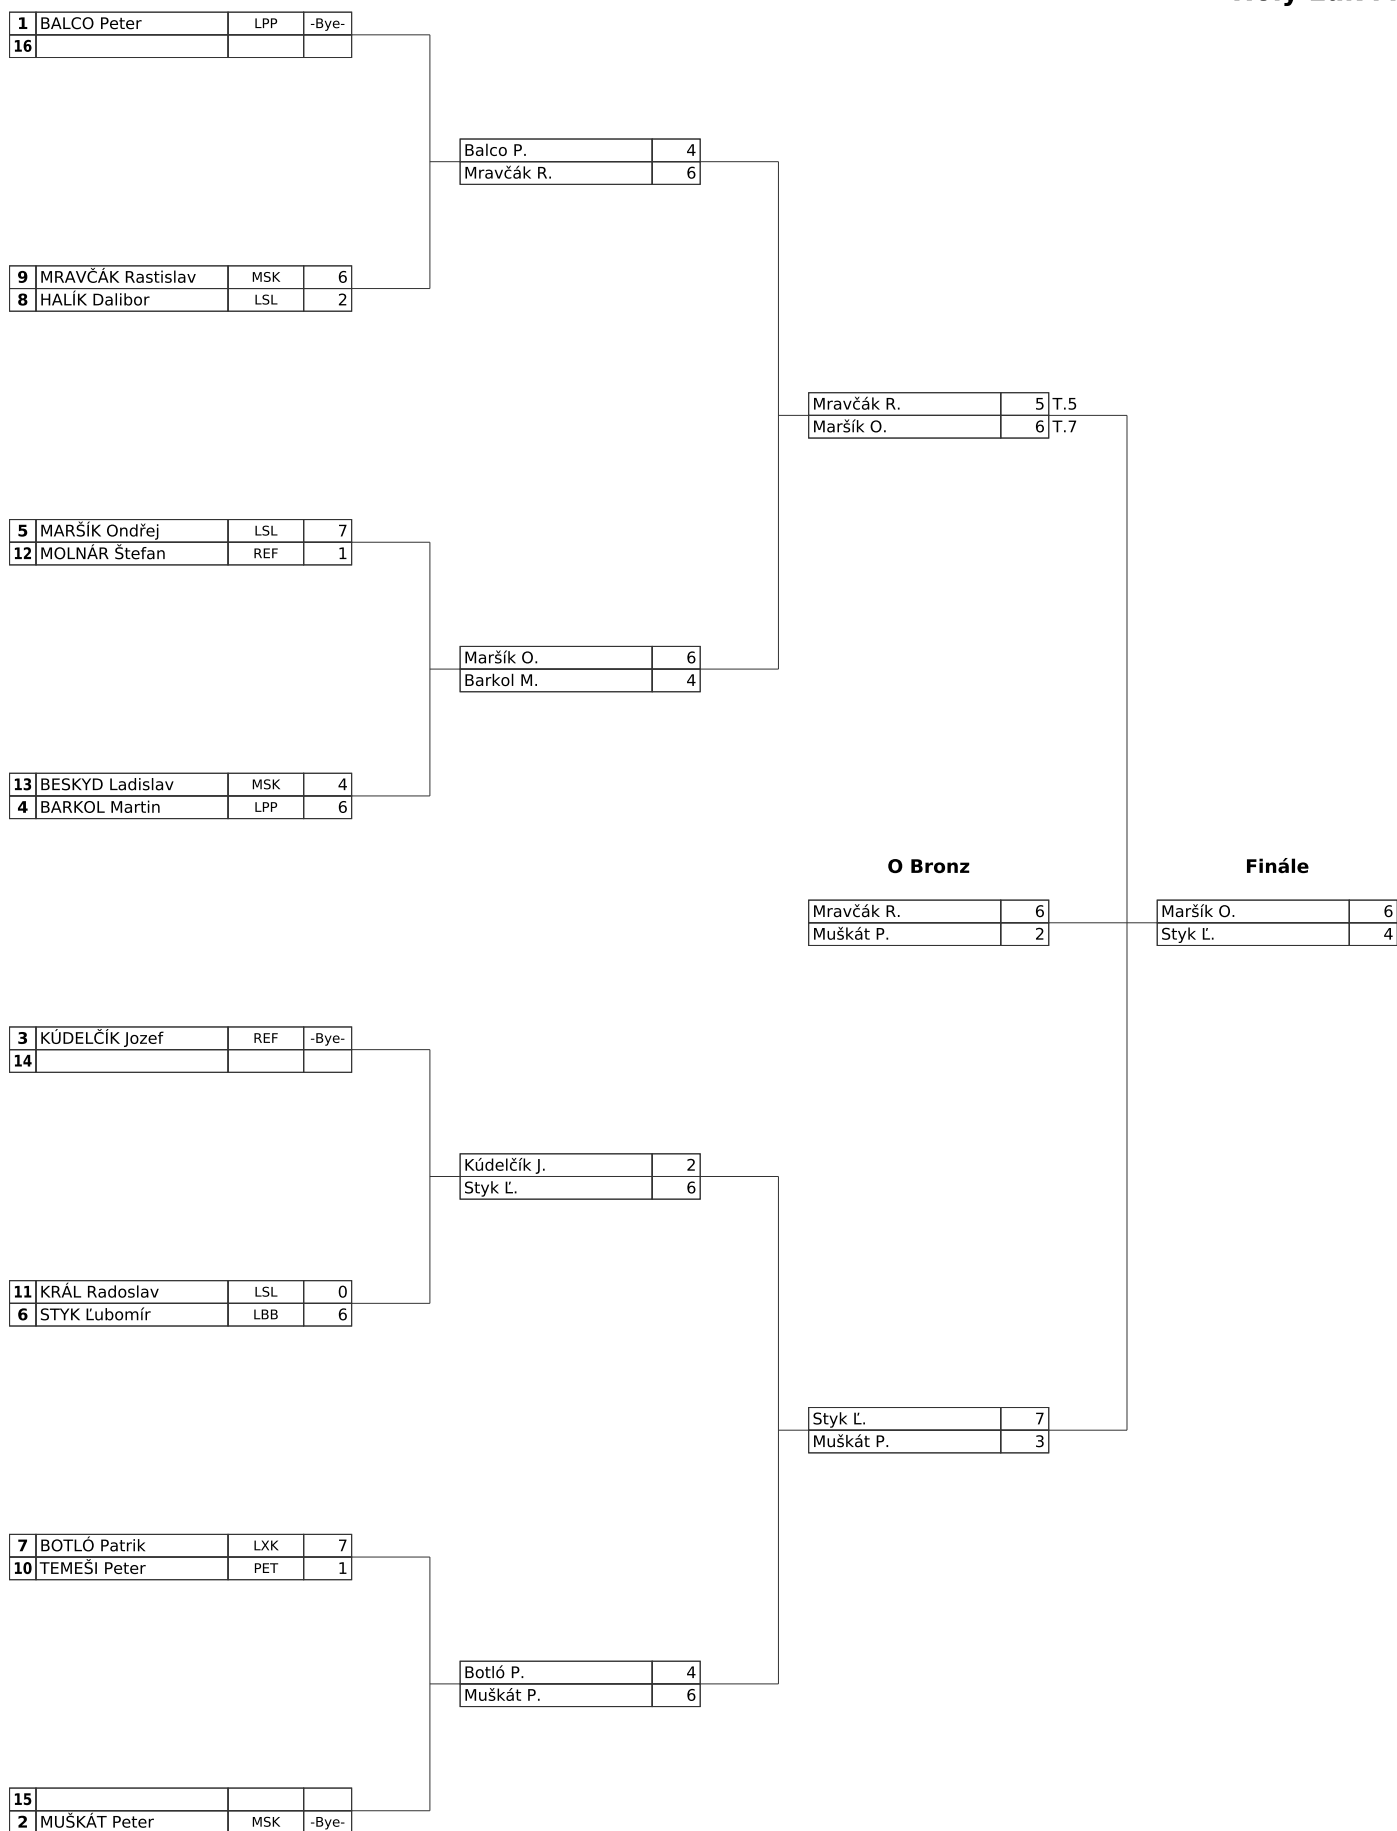 1 BALCO Peter LPP -Bye-
16
Balco P. 4
Mravčák R. 6
9 MRAVČÁK Rastislav MSK 6
8 HALÍK Dalibor LSL 2
Mravčák R. 5 T.5
Maršík O. 6 T.7
5 MARŠÍK Ondřej LSL 7
12 MOLNÁR Štefan REF 1
Maršík O. 6
Barkol M. 4
13 BESKYD Ladislav MSK 4
4 BARKOL Martin LPP 6
O Bronz Finále
Mravčák R. 6 Maršík O. 6
Muškát P. 2 Styk Ľ. 4
3 KÚDELČÍK Jozef REF -Bye-
14
Kúdelčík J. 2
Styk Ľ. 6
11 KRÁL Radoslav LSL 0
6 STYK Ľubomír LBB 6
Styk Ľ. 7
Muškát P. 3
7 BOTLÓ Patrik LXK 7
10 TEMEŠI Peter PET 1
Botló P. 4
Muškát P. 6
15
2 MUŠKÁT Peter MSK -Bye-